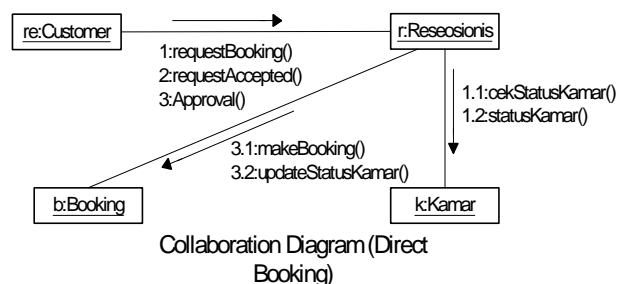 re:Customer
r:Reseosionis
1:requestBooking()
2:requestAccepted()
3:Approval()
1.1:cekStatusKamar()
1.2:statusKamar()
3.1:makeBooking()
3.2:updateStatusKamar()
b:Booking
k:Kamar
Collaboration Diagram (Direct
Booking)